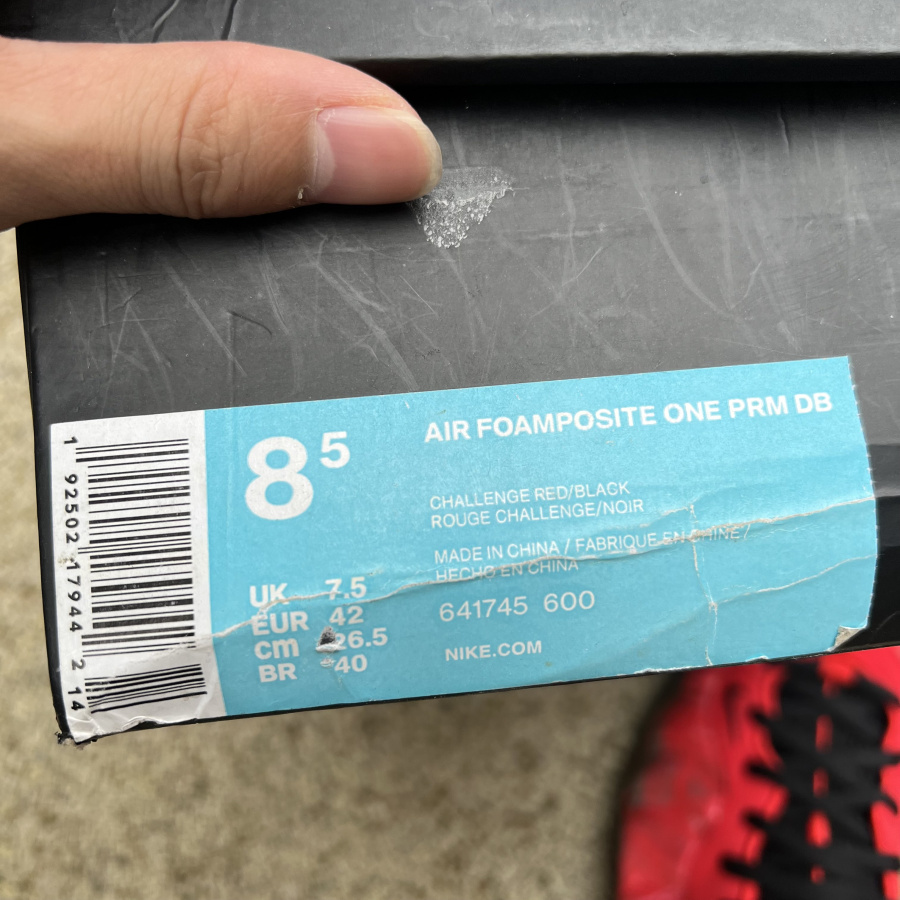 AIR FOAMPOSITE ONE PRM DB
8 5
CHALLENGE RED/BLACK
ROUGE CHALLENGE/NOIR
MADE IN CHINA / FABRIQUE EN CHINE /
HECHO EN CHINA
UK 7.5
EUR 42
cm 26.5
BR 40
641745 600
NIKE.COM
1 92502 17944 2 14